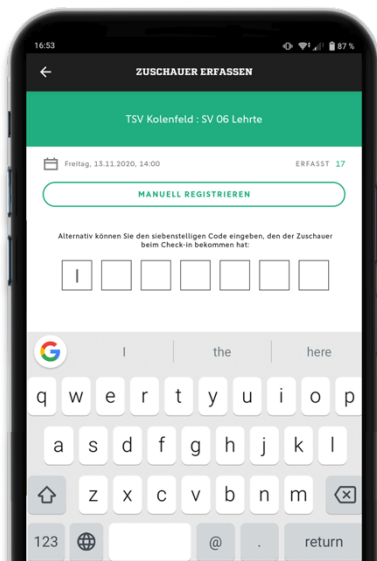 16:53
87 %
ZUSCHAUER ERFASSEN
TSV Kolenfeld : SV 06 Lehrte
Freitag, 13.11.2020, 14:00
ERFASST 17
MANUELL REGISTRIEREN
Alternativ können Sie den siebenstelligen Code eingeben, den der Zuschauer
beim Check-in bekommen hat:
I the here
q w e r t y u i o p
a s d f g h j k l
z x c v b n m
123 @ . return